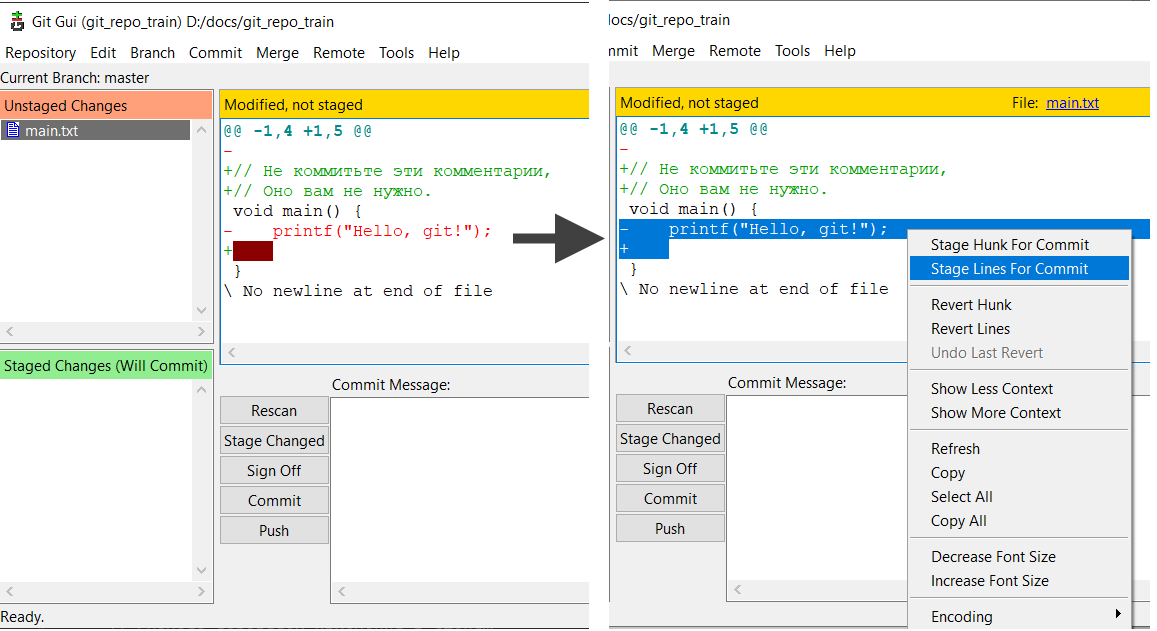 Git Gui (git_repo_train) D:/docs/git_repo_train
Repository Edit Branch Commit Merge Remote Tools Help
Current Branch: master
Unstaged Changes
main.txt
Staged Changes (Will Commit)
Modified, not staged
@@ -1,4 +1,5 @@
-
+// Не коммитьте эти комментарии,
+// Оно вам не нужно.
void main() {
-    printf("Hello, git!");
+
}
\ No newline at end of file
Commit Message:
Rescan
Stage Changed
Sign Off
Commit
Push
Ready.
docs/git_repo_train
mmit Merge Remote Tools Help
Modified, not staged File: main.txt
@@ -1,4 +1,5 @@
-
+// Не коммитьте эти комментарии,
+// Оно вам не нужно.
void main() {
-    printf("Hello, git!");
+
}
\ No newline at end of file
Commit Message:
Rescan
Stage Changed
Sign Off
Commit
Push
Stage Hunk For Commit
Stage Lines For Commit
Revert Hunk
Revert Lines
Undo Last Revert
Show Less Context
Show More Context
Refresh
Copy
Select All
Copy All
Decrease Font Size
Increase Font Size
Encoding